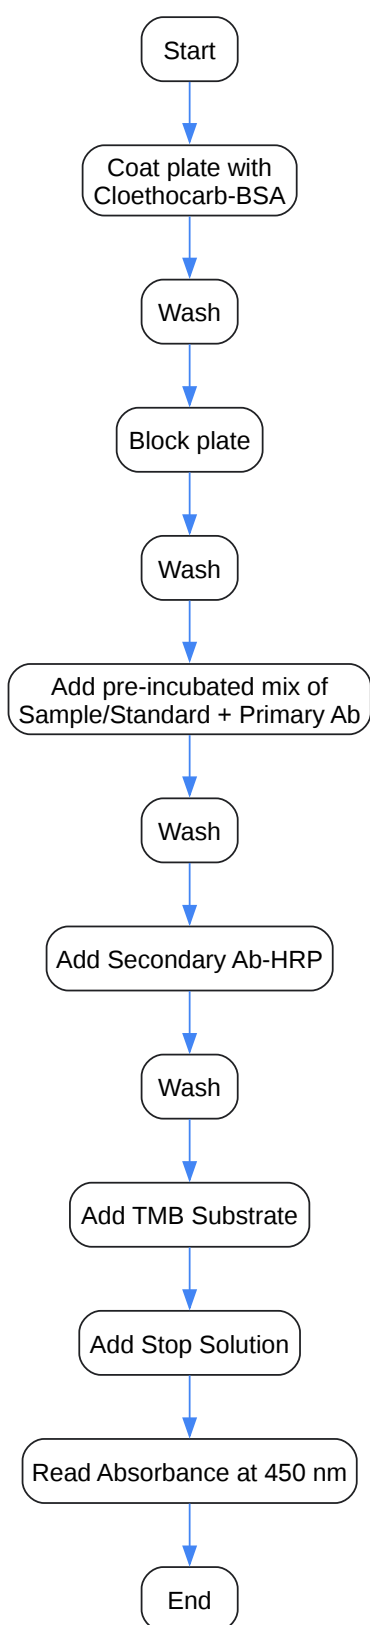 Start
Coat plate with
Cloethocarb-BSA
Wash
Block plate
Wash
Add pre-incubated mix of
Sample/Standard + Primary Ab
Wash
Add Secondary Ab-HRP
Wash
Add TMB Substrate
Add Stop Solution
Read Absorbance at 450 nm
End